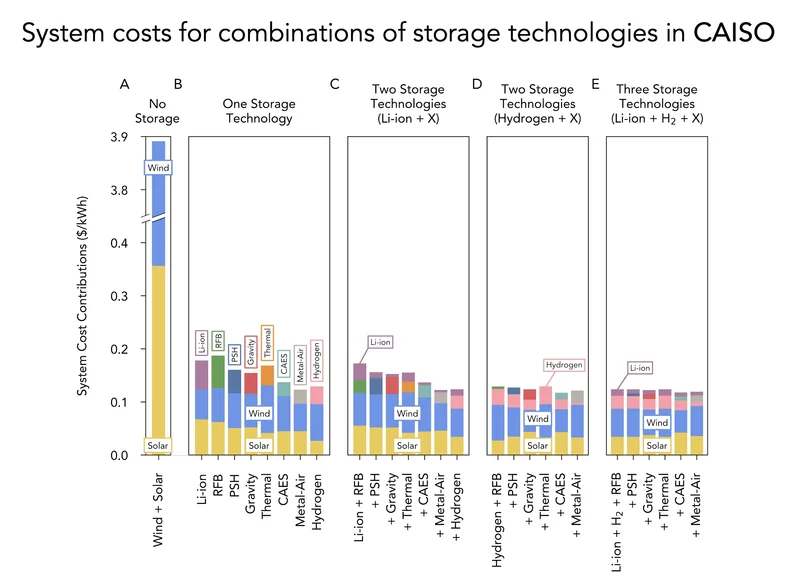 System costs for combinations of storage technologies in CAISO
A
B
C
D
E
No
Storage
One Storage
Technology
Two Storage
Technologies
(Li-ion + X)
Two Storage
Technologies
(Hydrogen + X)
Three Storage
Technologies
(Li-ion + H₂ + X)
System Cost Contributions ($/kWh)
3.9
3.8
0.4
0.3
0.2
0.1
0.0
Wind
Solar
Li-ion
RFB
PSH
Gravity
Thermal
CAES
Metal-Air
Hydrogen
Wind
Solar
Li-ion
Wind
Solar
Hydrogen
Wind
Solar
Li-ion
Wind
Solar
Wind + Solar
Li-ion
RFB
PSH
Gravity
Thermal
CAES
Metal-Air
Hydrogen
Li-ion + RFB
+ PSH
+ Gravity
+ Thermal
+ CAES
+ Metal-Air
+ Hydrogen
Hydrogen + RFB
+ PSH
+ Gravity
+ Thermal
+ CAES
+ Metal-Air
Li-ion + H₂ + RFB
+ PSH
+ Gravity
+ Thermal
+ CAES
+ Metal-Air